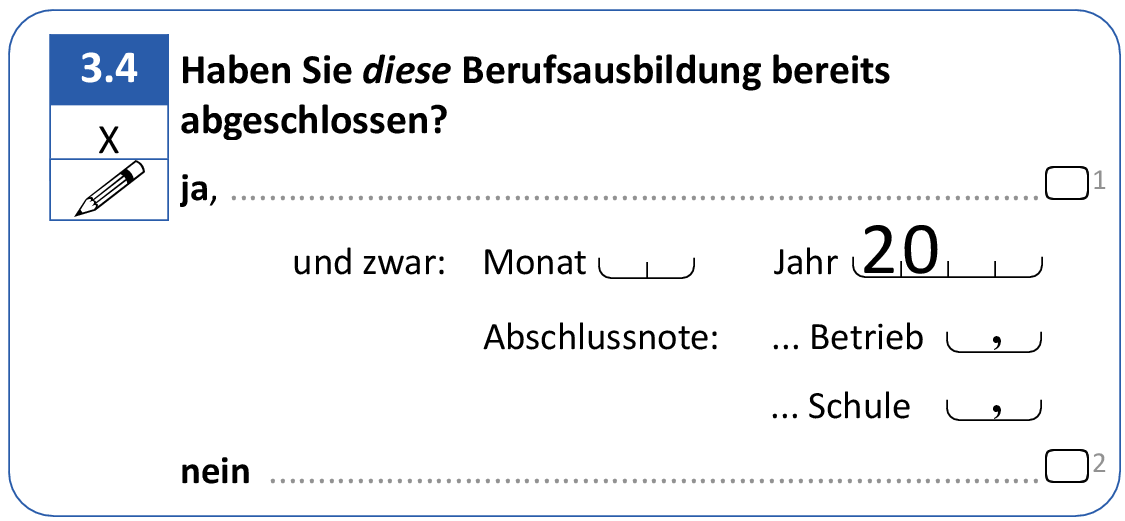 3.4 Haben Sie diese Berufsausbildung bereits
abgeschlossen?
X
ja, ........................................................................ 1
und zwar: Monat Jahr 20
Abschlussnote: ... Betrieb ,
... Schule ,
nein ..................................................................... 2